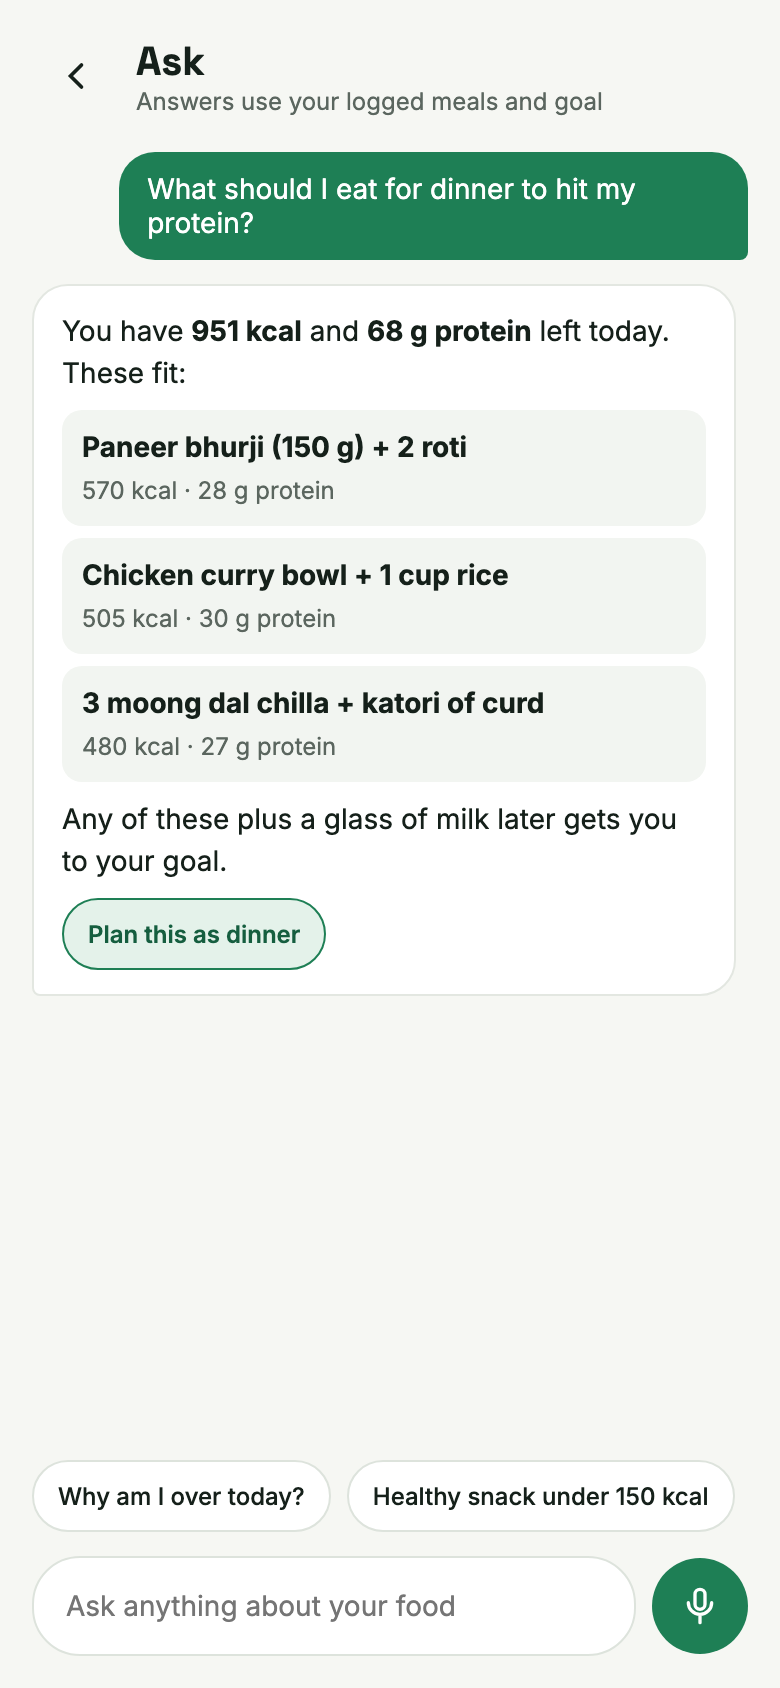 Ask
Answers use your logged meals and goal
What should I eat for dinner to hit my
protein?
You have 951 kcal and 68 g protein left today.
These fit:
Paneer bhurji (150 g) + 2 roti
570 kcal · 28 g protein
Chicken curry bowl + 1 cup rice
505 kcal · 30 g protein
3 moong dal chilla + katori of curd
480 kcal · 27 g protein
Any of these plus a glass of milk later gets you
to your goal.
Plan this as dinner
Why am I over today?
Healthy snack under 150 kcal
Ask anything about your food